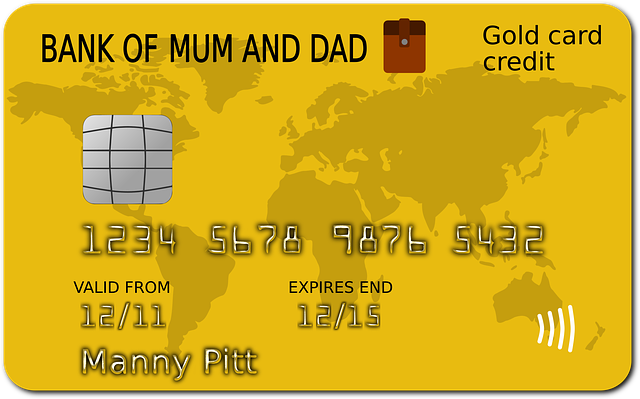 BANK OF MUM AND DAD
Gold card
credit
1234 5678 9876 5432
VALID FROM EXPIRES END
12/11 12/15
Manny Pitt